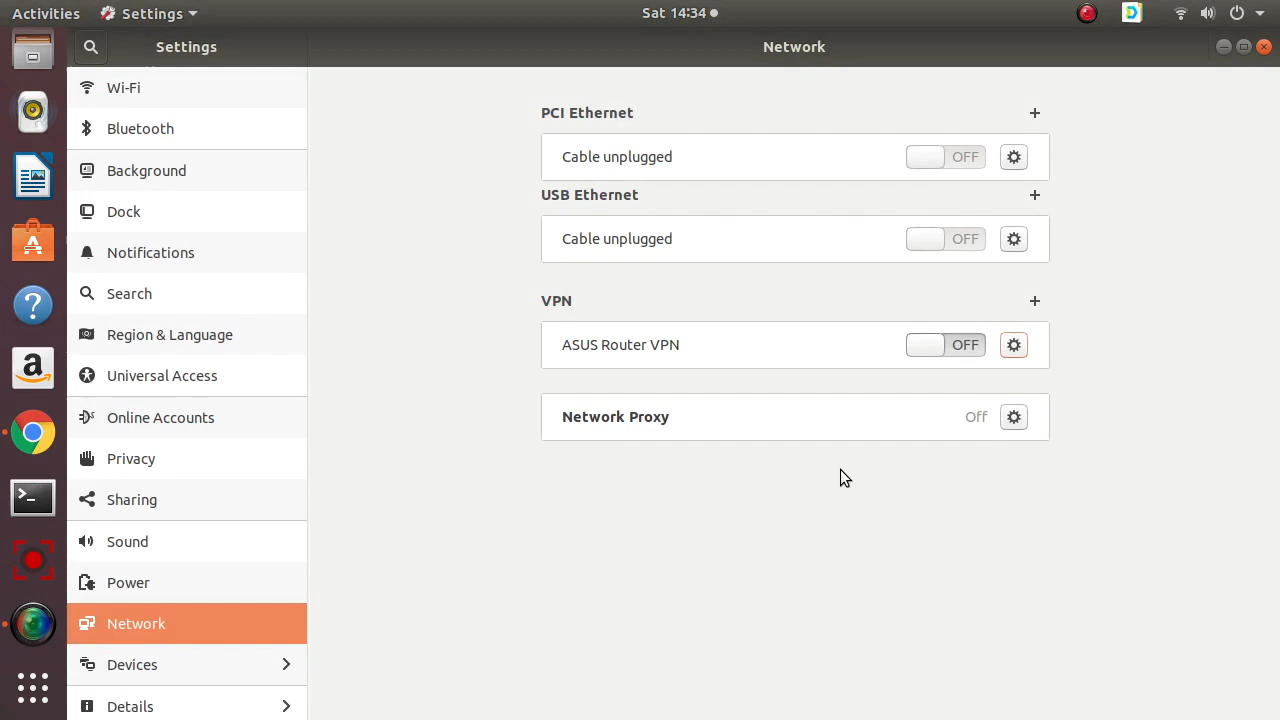 Activities
Settings
Sat 14:34
Settings
Network
Wi-Fi
Bluetooth
Background
Dock
Notifications
Search
Region & Language
Universal Access
Online Accounts
Privacy
Sharing
Sound
Power
Network
Devices
Details
PCI Ethernet
Cable unplugged
OFF
USB Ethernet
Cable unplugged
OFF
VPN
ASUS Router VPN
OFF
Network Proxy
Off